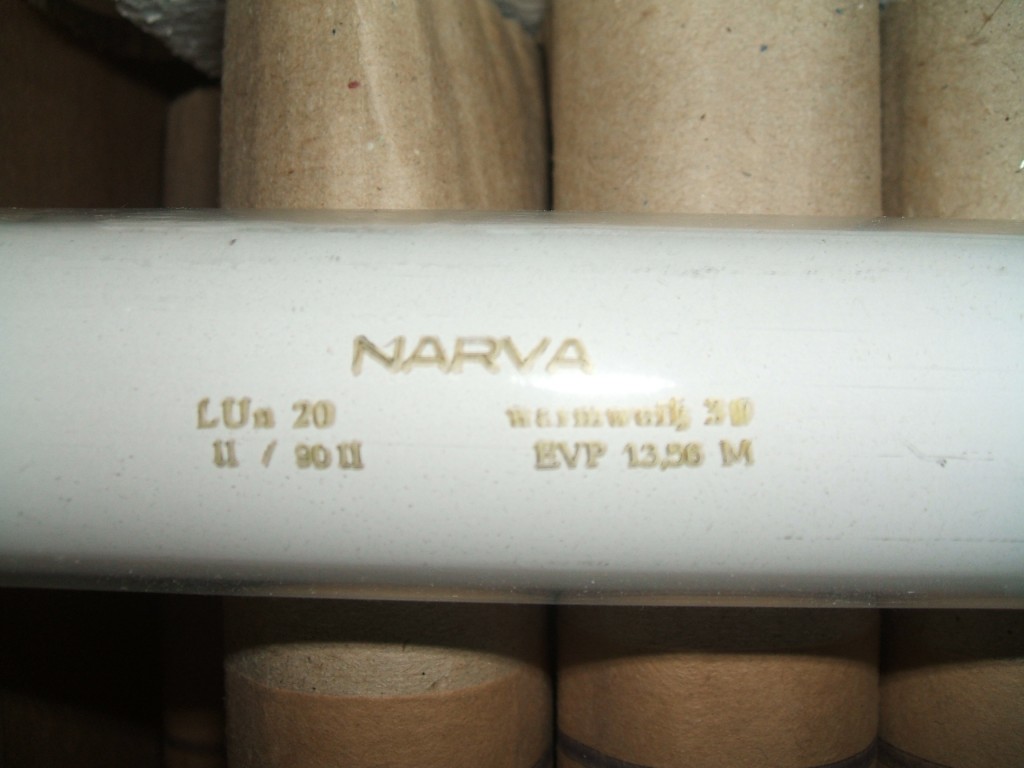 NARVA
LUn 20 warmweiß 30
II / 90 II EVP 13,56 M